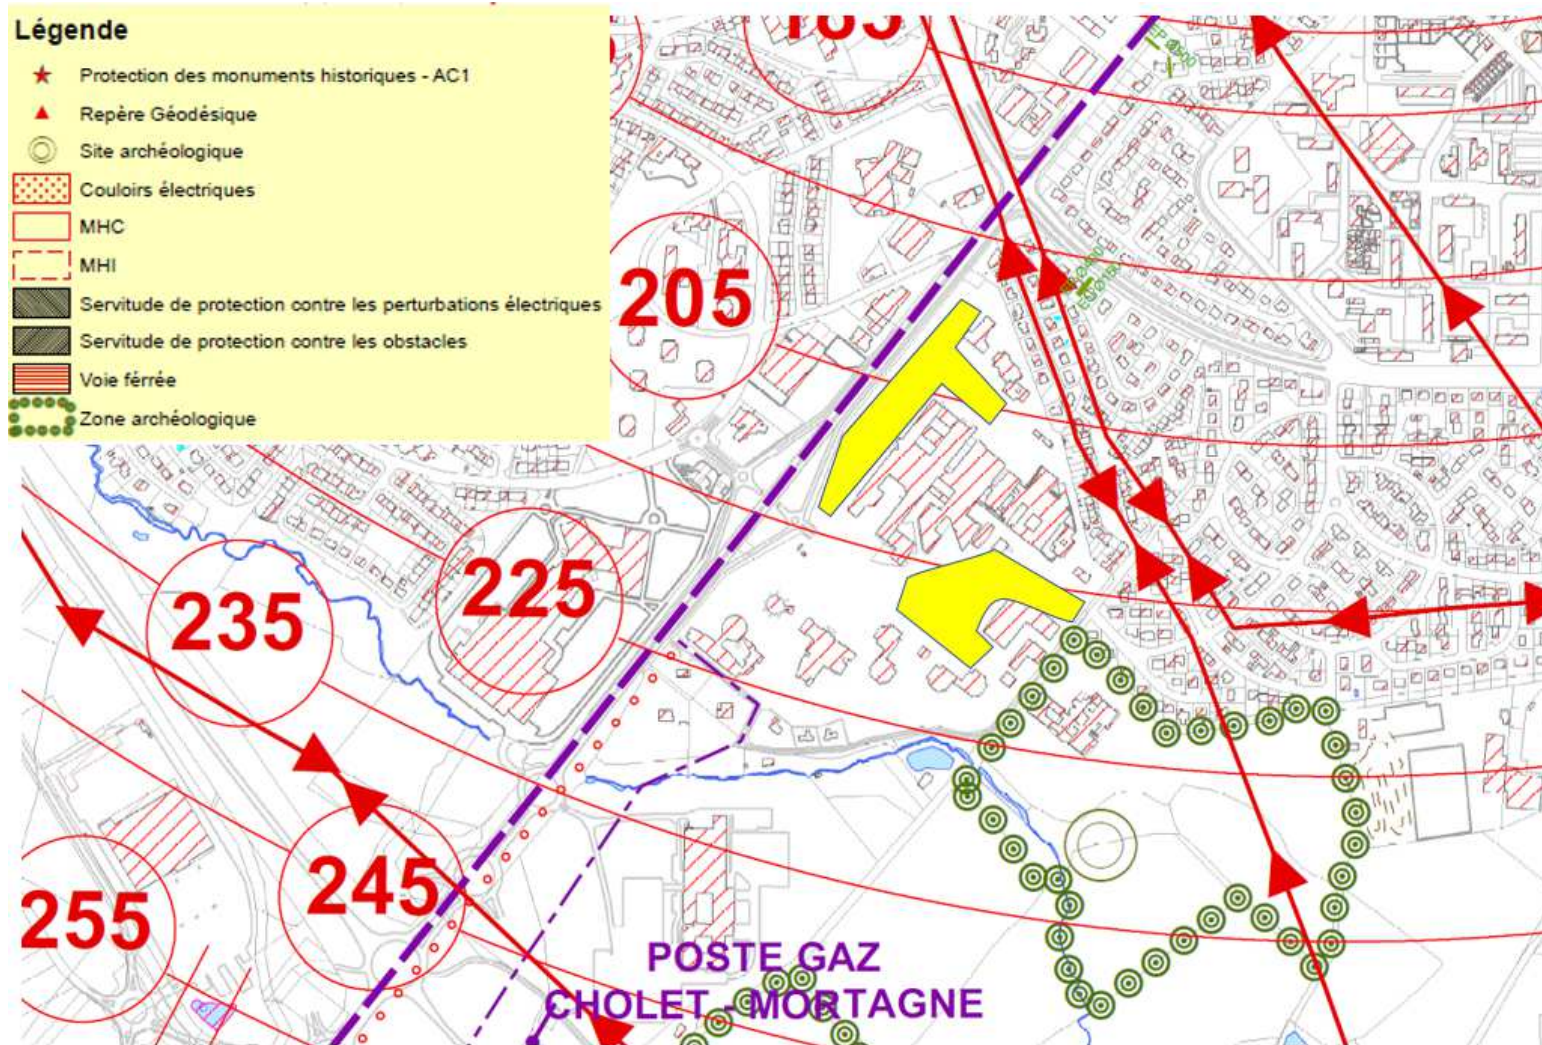 Légende
Protection des monuments historiques - AC1
Repère Géodésique
Site archéologique
Couloirs électriques
MHC
MHI
Servitude de protection contre les perturbations électriques
Servitude de protection contre les obstacles
Voie férrée
Zone archéologique
185
205
225
235
245
255
POSTE GAZ
CHOLET - MORTAGNE